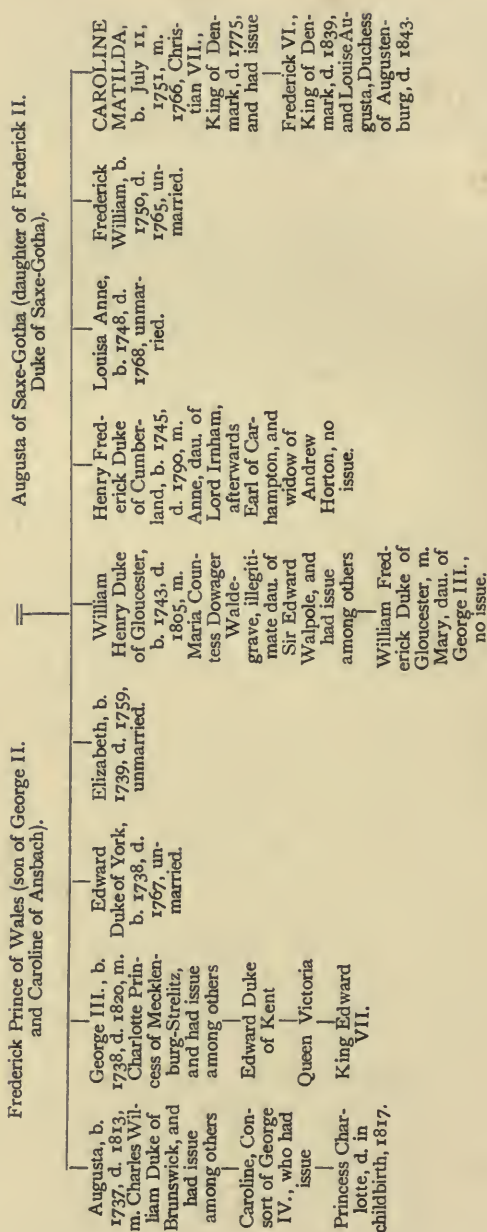 Frederick Prince of Wales (son of George II.
and Caroline of Ansbach).
Augusta of Saxe-Gotha (daughter of Frederick II.
Duke of Saxe-Gotha).
Augusta, b.
1737, d. 1813,
m. Charles Wil-
liam Duke of
Brunswick, and
had issue
among others
Caroline, Con-
sort of George
IV., who had
issue
Princess Char-
lotte, d. in
childbirth, 1817.
George III., b.
1738, d. 1820, m.
Charlotte Prin-
cess of Mecklen-
burg-Strelitz,
and had issue
among others
Edward Duke
of Kent
Queen Victoria
King Edward
VII.
Edward
Duke of York,
b. 1738, d.
1767, un-
married.
Elizabeth, b.
1739, d. 1759,
unmarried.
William
Henry Duke
of Gloucester,
b. 1743, d.
1805, m.
Maria Coun-
tess Dowager
Walde-
grave, illegiti-
mate dau. of
Sir Edward
Walpole, and
had issue
among others
William Fred-
erick Duke of
Gloucester, m.
Mary, dau. of
George III.,
no issue.
Henry Fred-
erick Duke
of Cumber-
land, b. 1745,
d. 1790, m.
Anne, dau. of
Lord Irnham,
afterwards
Earl of Car-
hampton, and
widow of
Andrew
Horton, no
issue.
Louisa Anne,
b. 1748, d.
1768, unmar-
ried.
Frederick
William, b.
1750, d.
1765, un-
married.
CAROLINE
MATILDA,
b. July 11,
1751, m.
1766, Chris-
tian VII.,
King of Den-
mark, d. 1775,
and had issue
Frederick VI.,
King of Den-
mark, d. 1839,
and Louise Au-
gusta, Duchess
of Augusten-
burg, d. 1843.